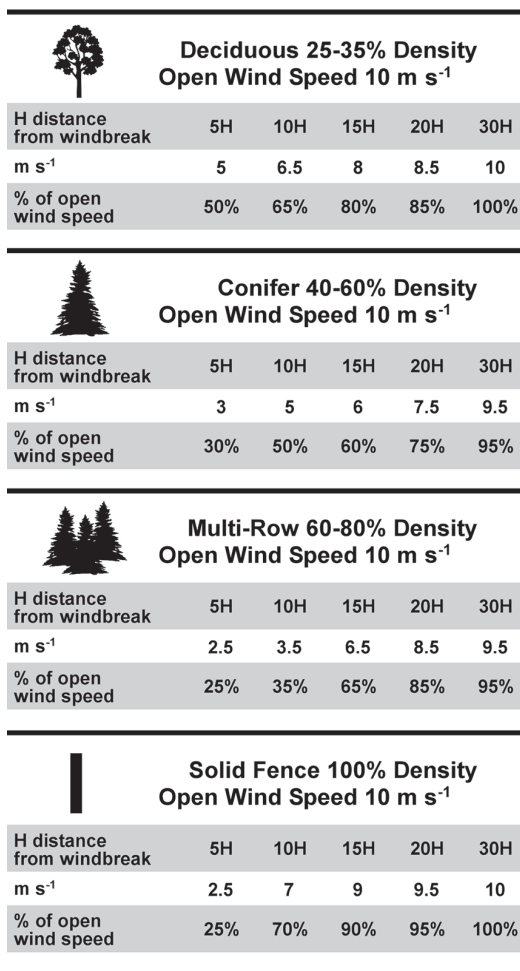 Deciduous 25-35% Density
Open Wind Speed 10 m s⁻¹
H distance
from windbreak 5H 10H 15H 20H 30H
m s⁻¹ 5 6.5 8 8.5 10
% of open
wind speed 50% 65% 80% 85% 100%
Conifer 40-60% Density
Open Wind Speed 10 m s⁻¹
H distance
from windbreak 5H 10H 15H 20H 30H
m s⁻¹ 3 5 6 7.5 9.5
% of open
wind speed 30% 50% 60% 75% 95%
Multi-Row 60-80% Density
Open Wind Speed 10 m s⁻¹
H distance
from windbreak 5H 10H 15H 20H 30H
m s⁻¹ 2.5 3.5 6.5 8.5 9.5
% of open
wind speed 25% 35% 65% 85% 95%
Solid Fence 100% Density
Open Wind Speed 10 m s⁻¹
H distance
from windbreak 5H 10H 15H 20H 30H
m s⁻¹ 2.5 7 9 9.5 10
% of open
wind speed 25% 70% 90% 95% 100%